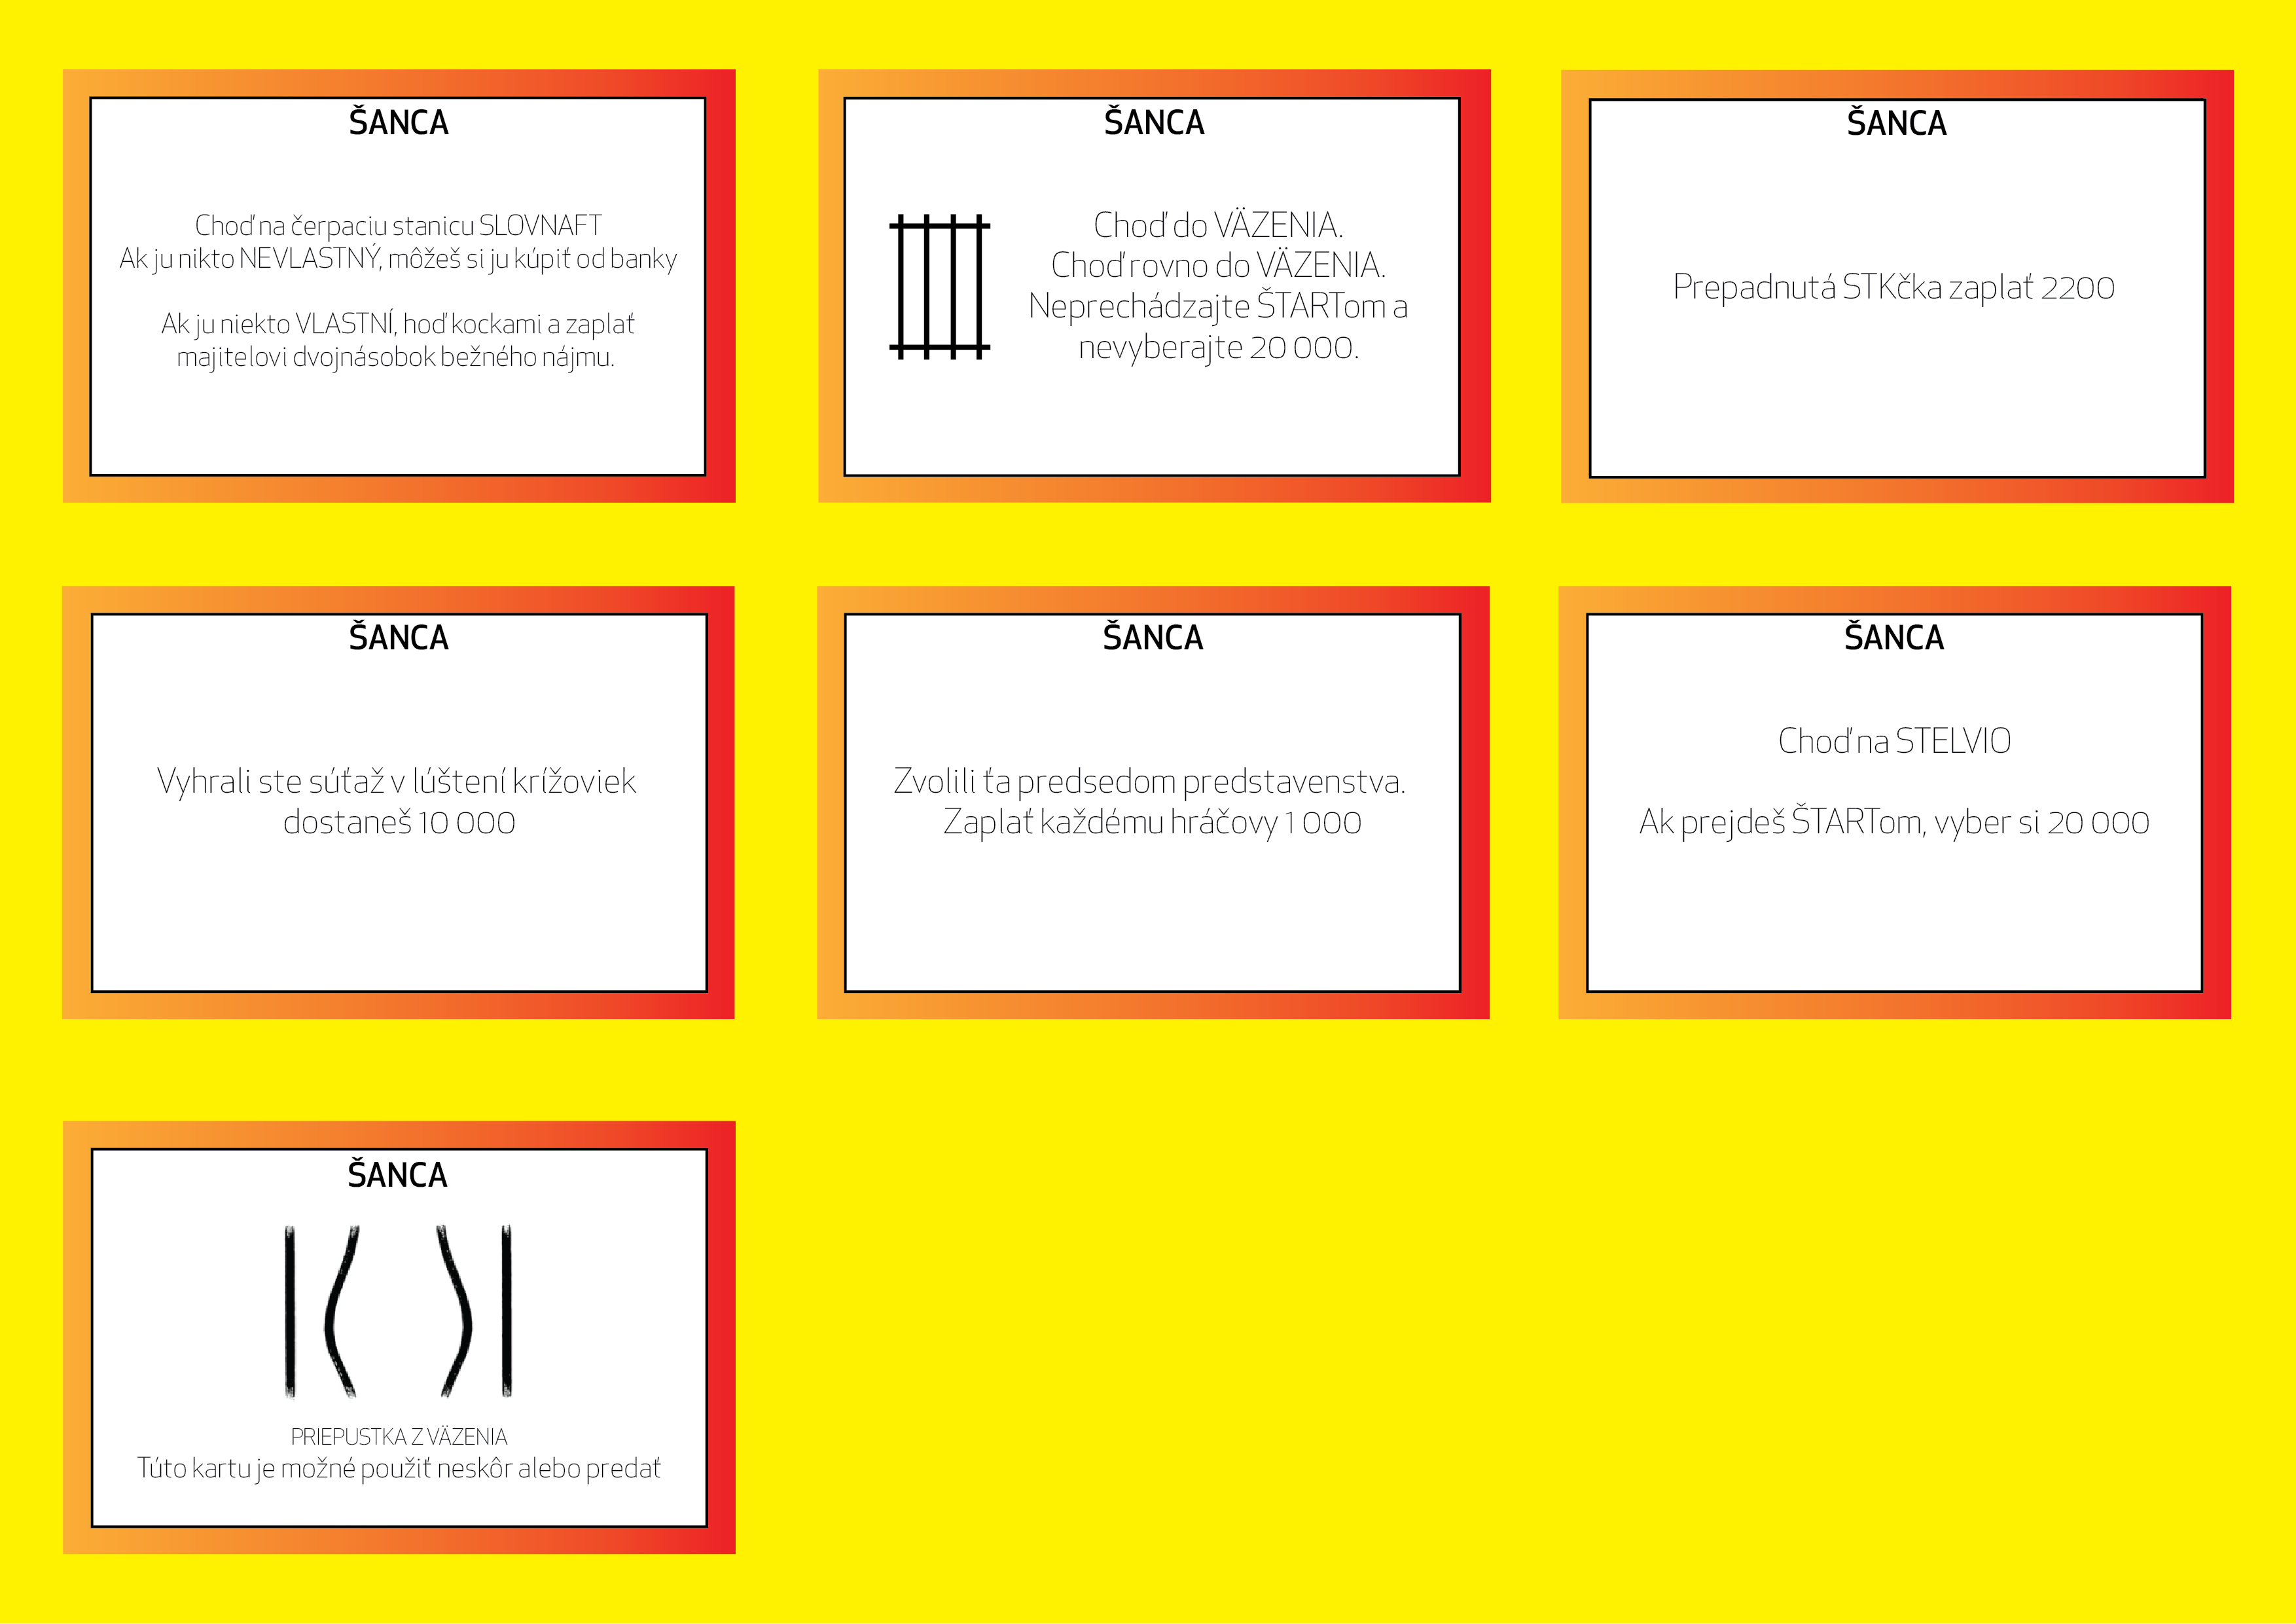 ŠANCA
Choď na čerpaciu stanicu SLOVNAFT
Ak ju nikto NEVLASTNÝ, môžeš si ju kúpiť od banky
Ak ju niekto VLASTNÍ, hoď kockami a zaplať
majitelovi dvojnásobok bežného nájmu.
ŠANCA
Choď do VÄZENIA.
Choď rovno do VÄZENIA.
Neprechádzajte ŠTARTom a
nevyberajte 20 000.
ŠANCA
Prepadnutá STKčka zaplať 2200
ŠANCA
Vyhrali ste súťaž v lúštení krížoviek
dostaneš 10 000
ŠANCA
Zvolili ťa predsedom predstavenstva.
Zaplať každému hráčovy 1 000
ŠANCA
Choď na STELVIO
Ak prejdeš ŠTARTom, vyber si 20 000
ŠANCA
PRIEPUSTKA Z VÄZENIA
Túto kartu je možné použiť neskôr alebo predať